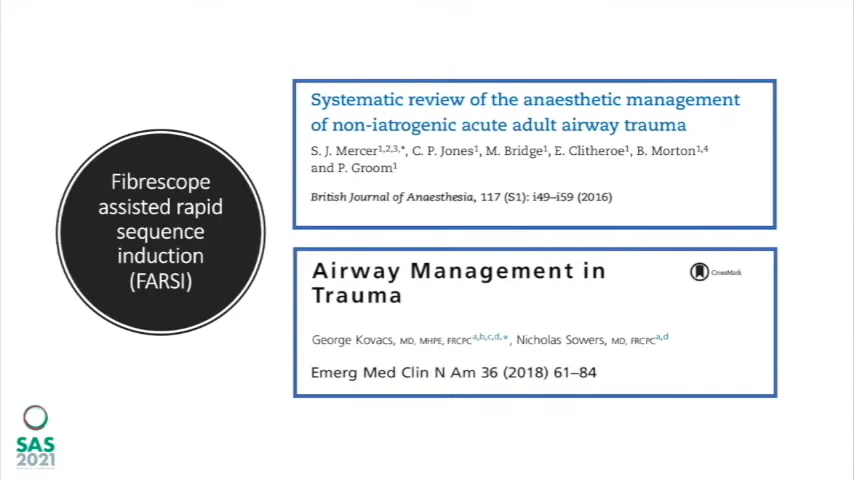 Fibrescope
assisted rapid
sequence
induction
(FARSI)
Systematic review of the anaesthetic management
of non-iatrogenic acute adult airway trauma
S. J. Mercer1,2,3,*, C. P. Jones1, M. Bridge1, E. Clitheroe1, B. Morton1,4
and P. Groom1
British Journal of Anaesthesia, 117 (S1): i49–i59 (2016)
Airway Management in
Trauma
CrossMark
George Kovacs, MD, MHPE, FRCPC a,b,c,d,*, Nicholas Sowers, MD, FRCPC a,d
Emerg Med Clin N Am 36 (2018) 61–84
SAS
2021